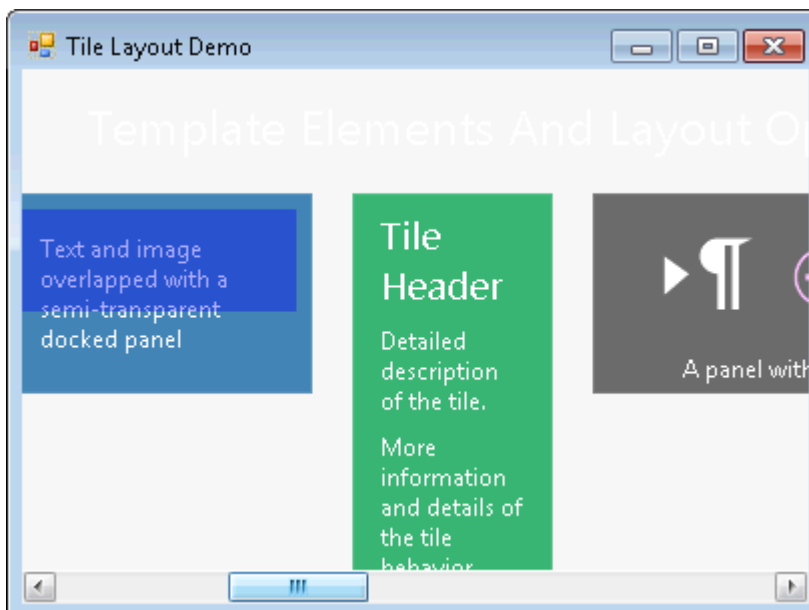 Tile Layout Demo
Template Elements And Layout
Text and image
overlapped with a
semi-transparent
docked panel
Tile
Header
Detailed
description
of the tile.
More
information
and details of
the tile
behavior
¶
A panel with